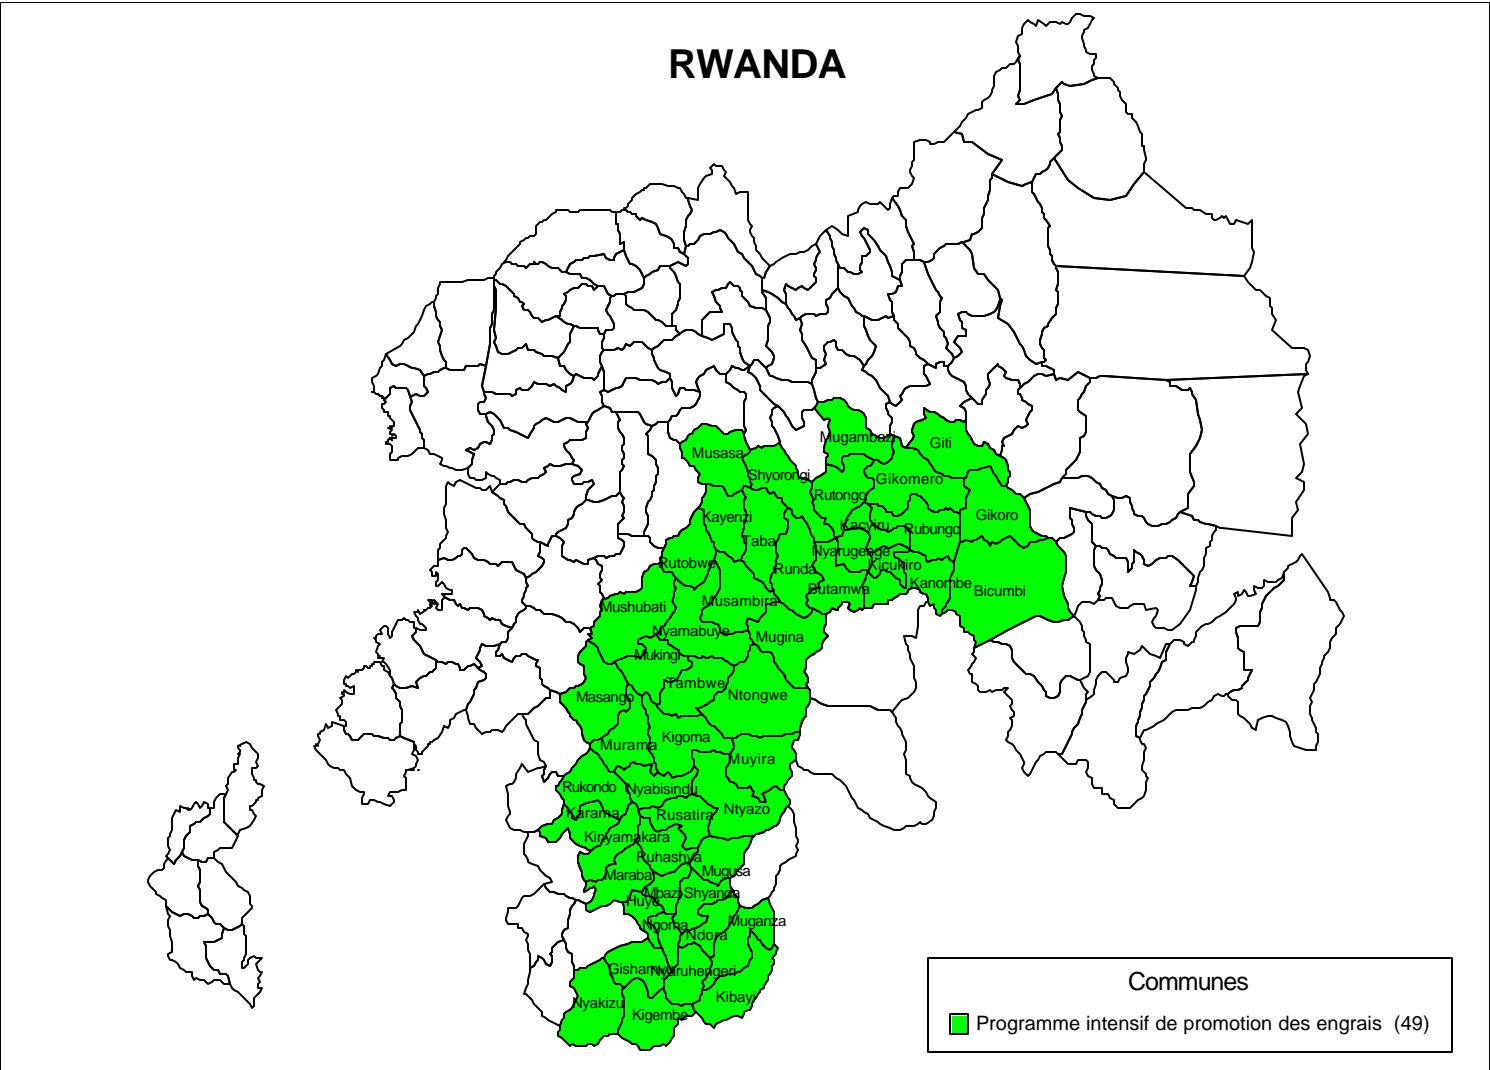 RWANDA
Mugambazi
Giti
Musasa
Shyorongi
Gikomero
Rutongo
Kayenzi
Gikoro
Kacyiru
Rubungo
Taba
Nyarugenge
Rutobwe
Runda
Kicukiro
Kanombe
Butamwa
Bicumbi
Musambira
Mushubati
Nyamabuye
Mugina
Mukingi
Tambwe
Masango
Ntongwe
Kigoma
Murama
Muyira
Rukondo
Nyabisindu
Ntyazo
Karama
Rusatira
Kinyamakara
Ruhashya
Mugusa
Maraba
Mbazi
Shyanda
Huye
Ngoma
Muganza
Ndora
Gishamvu
Nyaruhengeri
Kibayi
Nyakizu
Kigembe
Communes
Programme intensif de promotion des engrais (49)